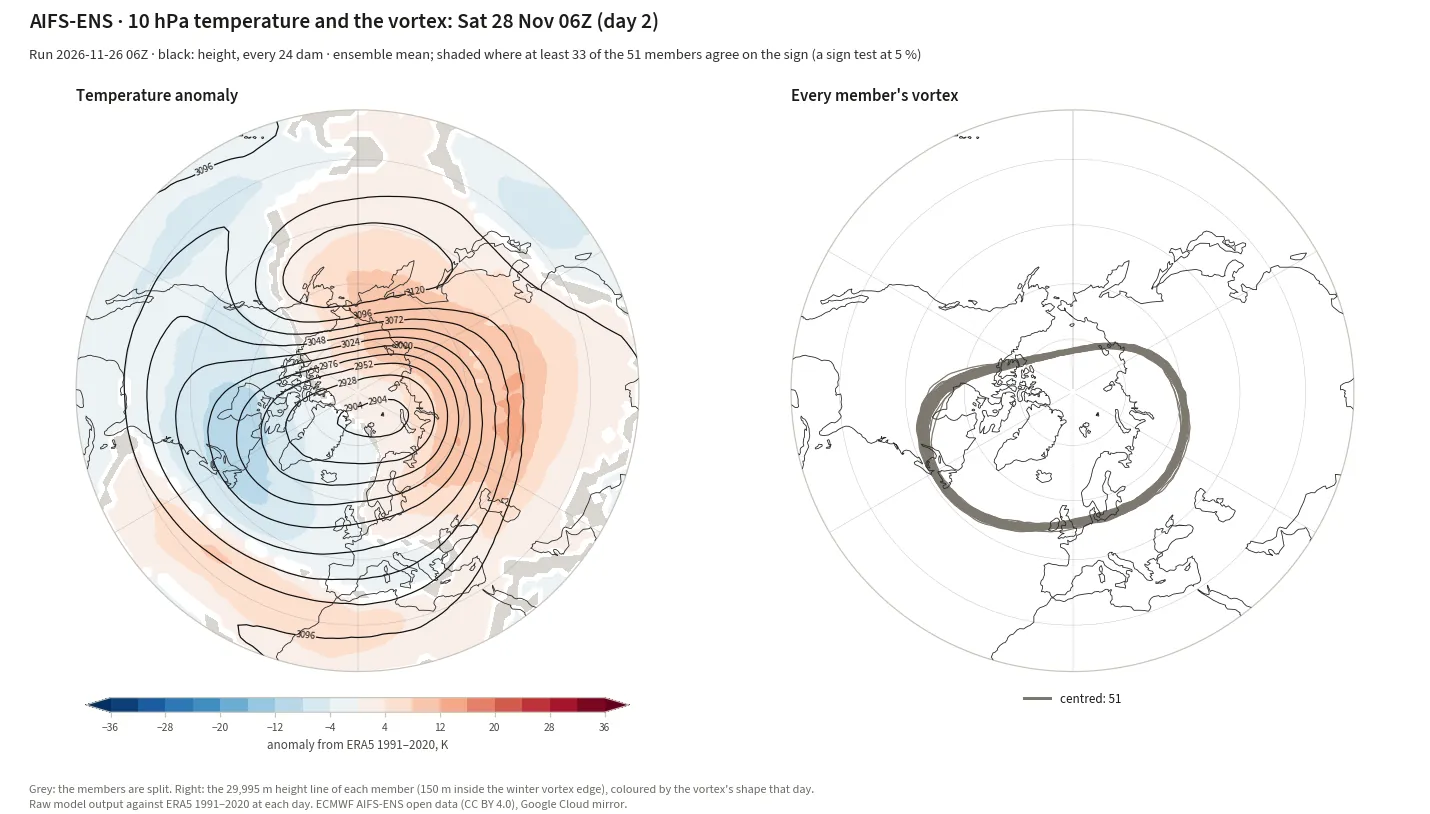 AIFS-ENS · 10 hPa temperature and the vortex: Sat 28 Nov 06Z (day 2)
Run 2026-11-26 06Z · black: height, every 24 dam · ensemble mean; shaded where at least 33 of the 51 members agree on the sign (a sign test at 5 %)
Temperature anomaly
Every member's vortex
3096
3120
3096
3072
3048
3024
3000
2976
2952
2928
2904
2904
3096
centred: 51
−36
−28
−20
−12
−4
4
12
20
28
36
anomaly from ERA5 1991–2020, K
Grey: the members are split. Right: the 29,995 m height line of each member (150 m inside the winter vortex edge), coloured by the vortex's shape that day.
Raw model output against ERA5 1991–2020 at each day. ECMWF AIFS-ENS open data (CC BY 4.0), Google Cloud mirror.